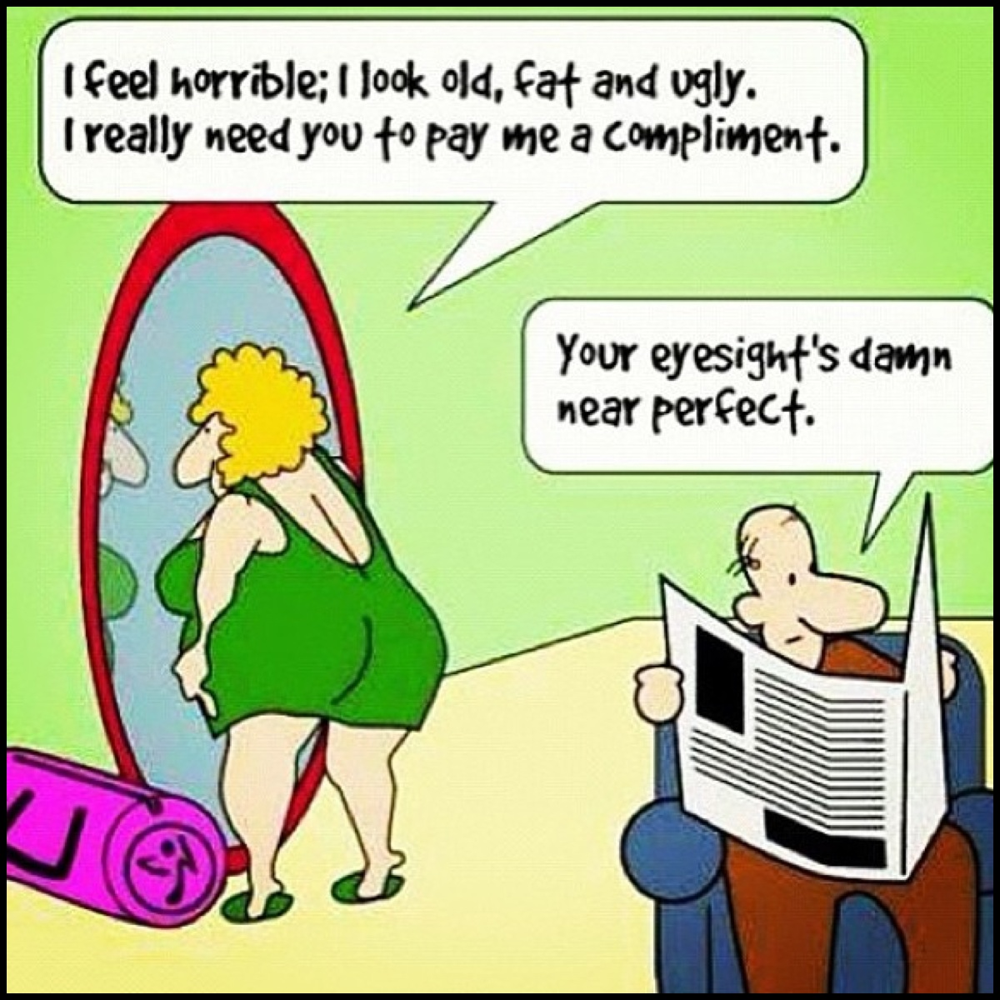 I feel horrible; I look old, fat and ugly.
I really need you to pay me a compliment.
Your eyesight's damn
near perfect.